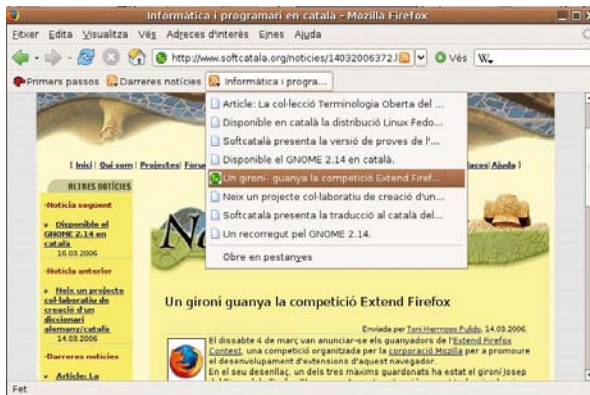 Informàtica i programari en català - Mozilla Firefox
Fitxer Edita Visualitza Vés Adreces d'interès Eines Ajuda
http://www.softcatala.org/noticies/14032006372.l Vés
Primers passos Darreres notícies Informàtica i progra...
Article: La col·lecció Terminologia Oberta del ...
Disponible en català la distribució Linux Fedo...
Softcatalà presenta la versió de proves de l'...
Disponible el GNOME 2.14 en català.
Un gironí- guanya la competició Extend Firef...
Neix un projecte col·laboratiu de creació d'un...
Softcatalà presenta la traducció al català del...
Un recorregut pel GNOME 2.14.
Obre en pestanyes
[ Inici | Qui som | Projectes| Fòrums
laces| Ajuda ]
ALTRES NOTÍCIES
-Notícia següent
Disponible el
GNOME 2.14 en
català
16.03.2006
-Notícia anterior
Neix un projecte
col·laboratiu de
creació d'un
diccionari
alemany/català
14.03.2006
-Darreres notícies
Article: La
No
Un gironí guanya la competició Extend Firefox
Enviada per Toni Hermoso Pulido, 14.03.2006.
El dissabte 4 de març van anunciar-se els guanyadors de l'Extend Firefox
Contest, una competició organitzada per la corporació Mozilla per a promoure
el desenvolupament d'extensions d'aquest navegador.
En el seu desenllaç, un dels tres màxims guardonats ha estat el gironí Josep
Fet